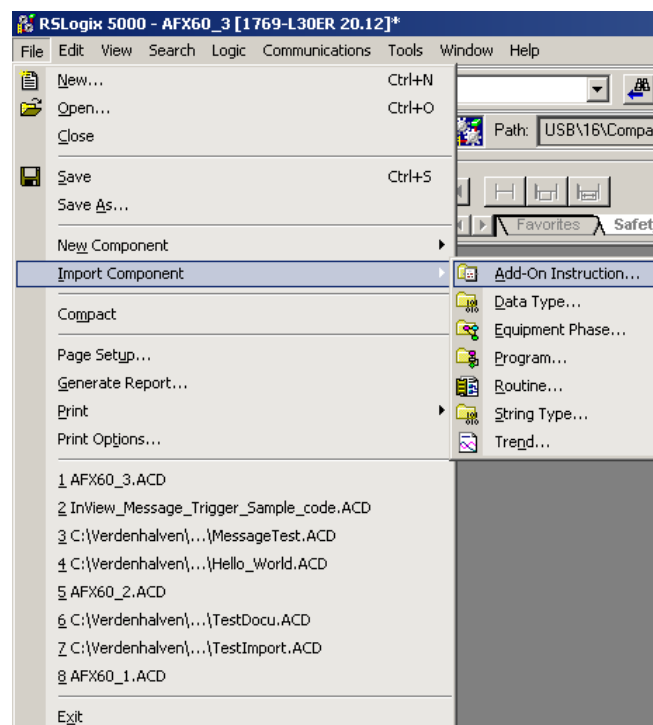 RSLogix 5000 - AFX60_3 [1769-L30ER 20.12]*
File Edit View Search Logic Communications Tools Window Help
New... Ctrl+N
Open... Ctrl+O
Close
Path: USB\16\Compa
Save Ctrl+S
Save As...
Favorites Safet
New Component
Import Component
Add-On Instruction...
Data Type...
Compact
Equipment Phase...
Page Setup...
Program...
Generate Report...
Routine...
Print
String Type...
Print Options...
Trend...
1 AFX60_3.ACD
2 InView_Message_Trigger_Sample_code.ACD
3 C:\Verdenhalven\...\MessageTest.ACD
4 C:\Verdenhalven\...\Hello_World.ACD
5 AFX60_2.ACD
6 C:\Verdenhalven\...\TestDocu.ACD
7 C:\Verdenhalven\...\TestImport.ACD
8 AFX60_1.ACD
Exit